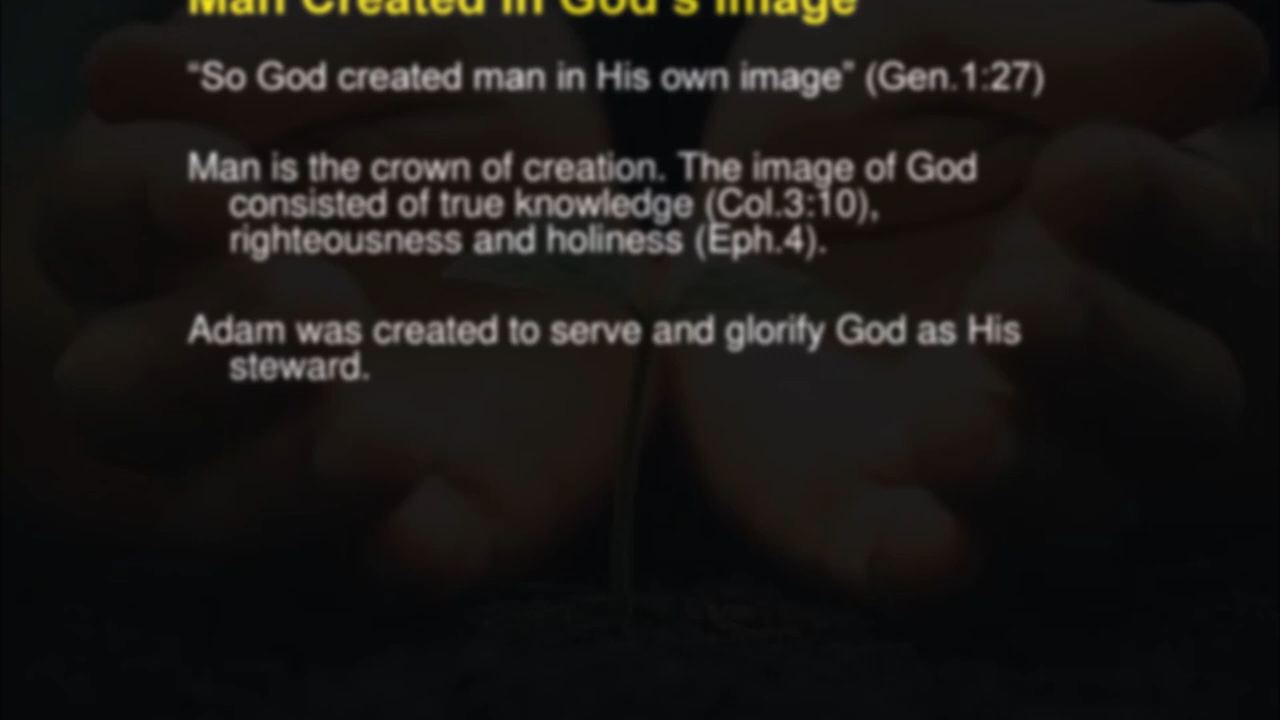 Man Created in God's Image
“So God created man in His own image” (Gen.1:27)
Man is the crown of creation. The image of God
consisted of true knowledge (Col.3:10),
righteousness and holiness (Eph.4).
Adam was created to serve and glorify God as His
steward.